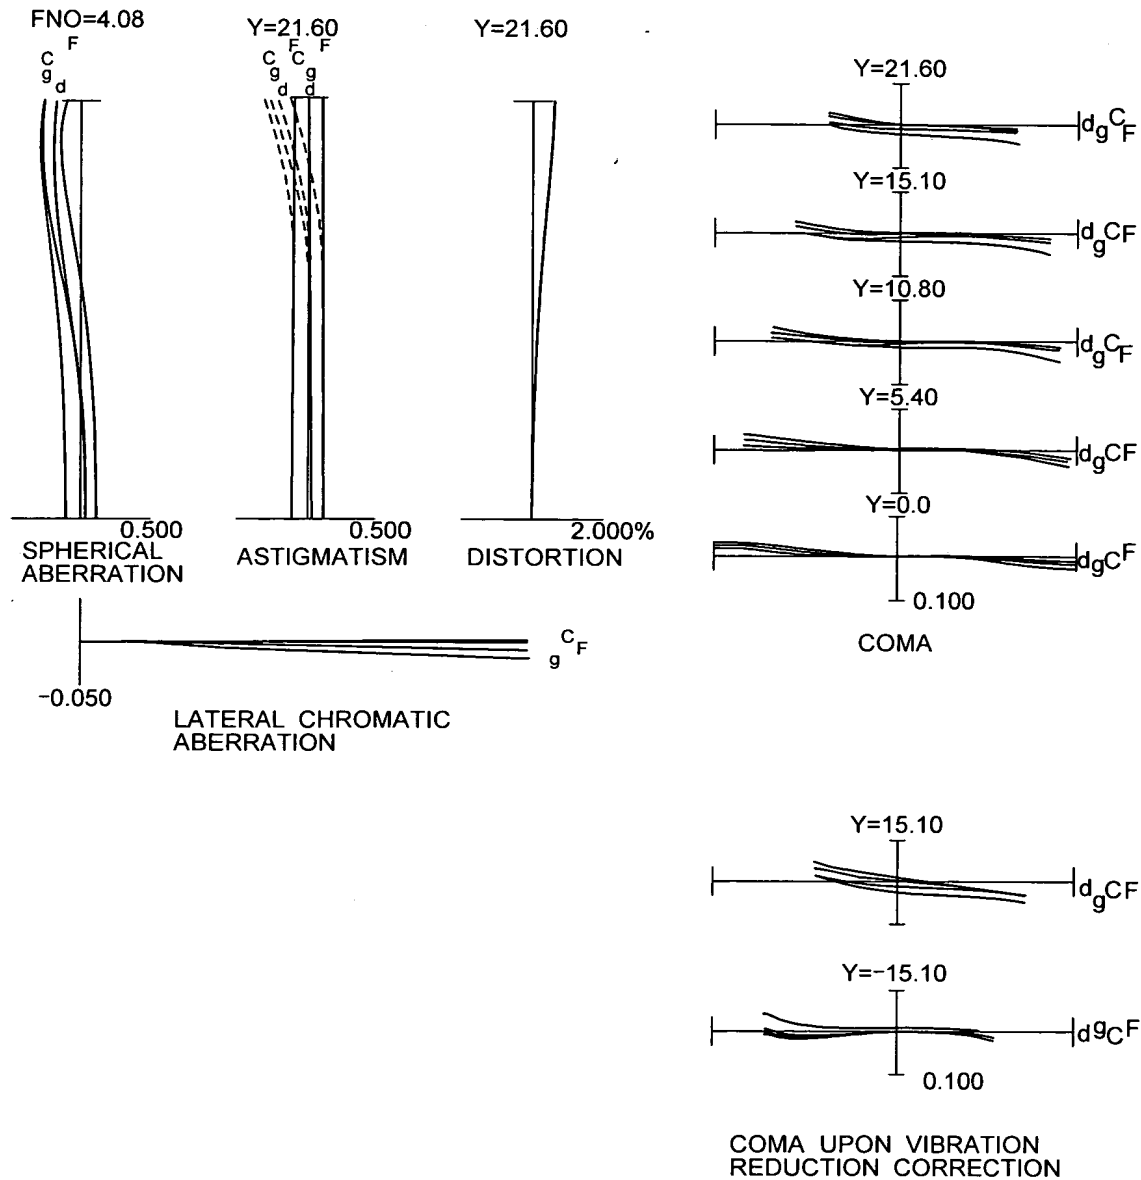 FNO=4.08
F
C
g
d
0.500
SPHERICAL
ABERRATION
Y=21.60
F F
C C
g g
d d
0.500
ASTIGMATISM
Y=21.60
2.000%
DISTORTION
C
F
g
−0.050
LATERAL CHROMATIC
ABERRATION
Y=21.60
dgCF
Y=15.10
dgCF
Y=10.80
dgCF
Y=5.40
dgCF
Y=0.0
dgCF
0.100
COMA
Y=15.10
dgCF
Y=−15.10
dgCF
0.100
COMA UPON VIBRATION
REDUCTION CORRECTION